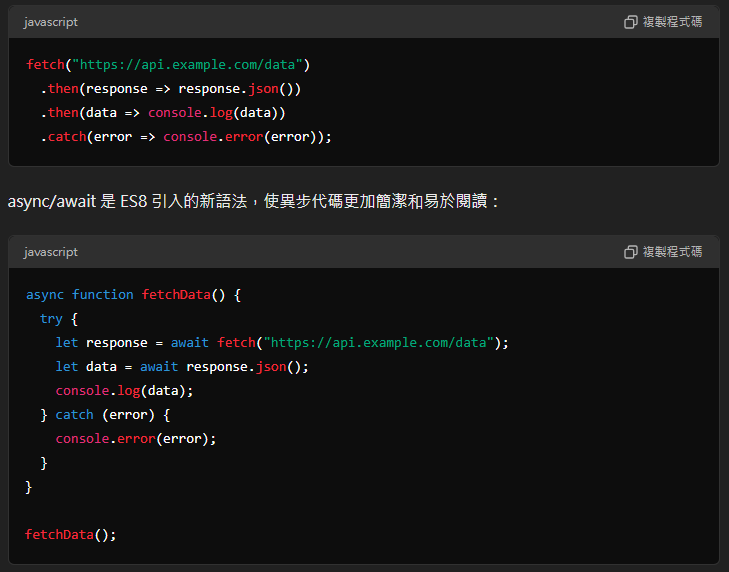 javascript 複製程式碼
fetch("https://api.example.com/data")
  .then(response => response.json())
  .then(data => console.log(data))
  .catch(error => console.error(error));
async/await 是 ES8 引入的新語法，使異步代碼更加簡潔和易於閱讀：
javascript 複製程式碼
async function fetchData() {
  try {
    let response = await fetch("https://api.example.com/data");
    let data = await response.json();
    console.log(data);
  } catch (error) {
    console.error(error);
  }
}
fetchData();